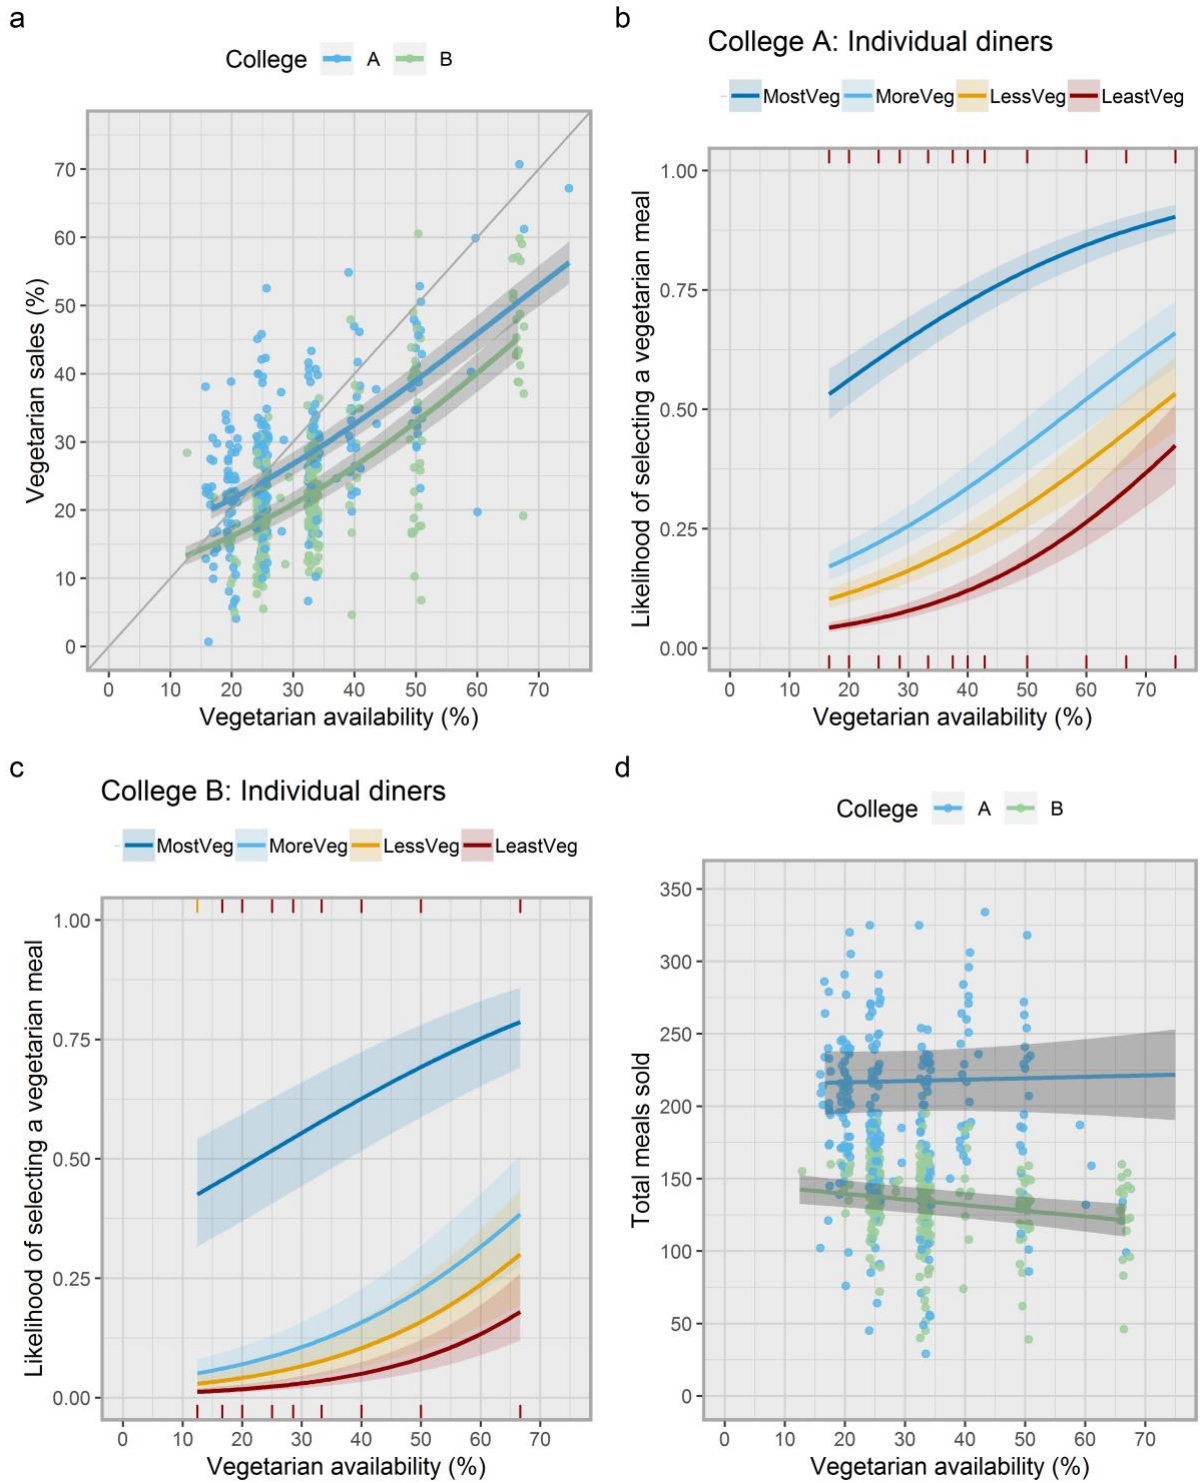 a
College A B
Vegetarian sales (%)
70
60
50
40
30
20
10
0
0 10 20 30 40 50 60 70
Vegetarian availability (%)
b
College A: Individual diners
MostVeg MoreVeg LessVeg LeastVeg
Likelihood of selecting a vegetarian meal
1.00
0.75
0.50
0.25
0.00
0 10 20 30 40 50 60 70
Vegetarian availability (%)
c
College B: Individual diners
MostVeg MoreVeg LessVeg LeastVeg
Likelihood of selecting a vegetarian meal
1.00
0.75
0.50
0.25
0.00
0 10 20 30 40 50 60 70
Vegetarian availability (%)
d
College A B
Total meals sold
350
300
250
200
150
100
50
0
0 10 20 30 40 50 60 70
Vegetarian availability (%)